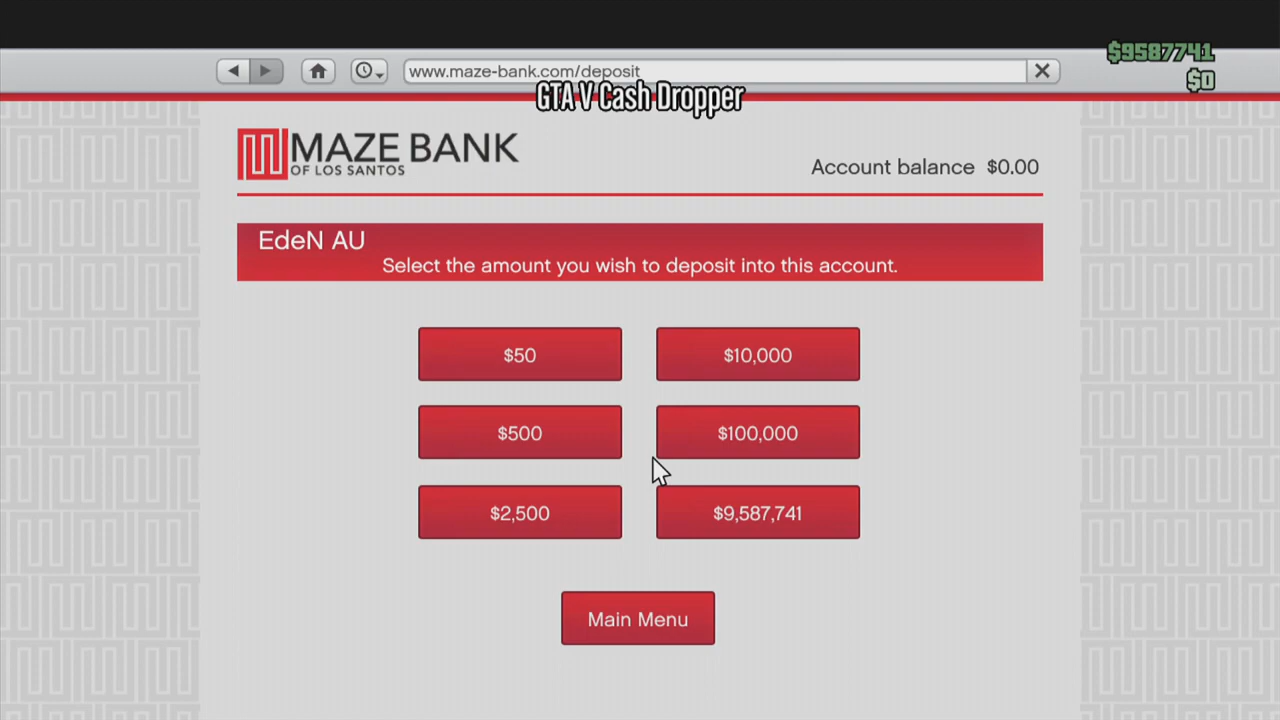 $9587741
www.maze-bank.com/deposit
$0
GTA V Cash Dropper
MAZE BANK
OF LOS SANTOS
Account balance $0.00
EdeN AU
Select the amount you wish to deposit into this account.
$50
$10,000
$500
$100,000
$2,500
$9,587,741
Main Menu